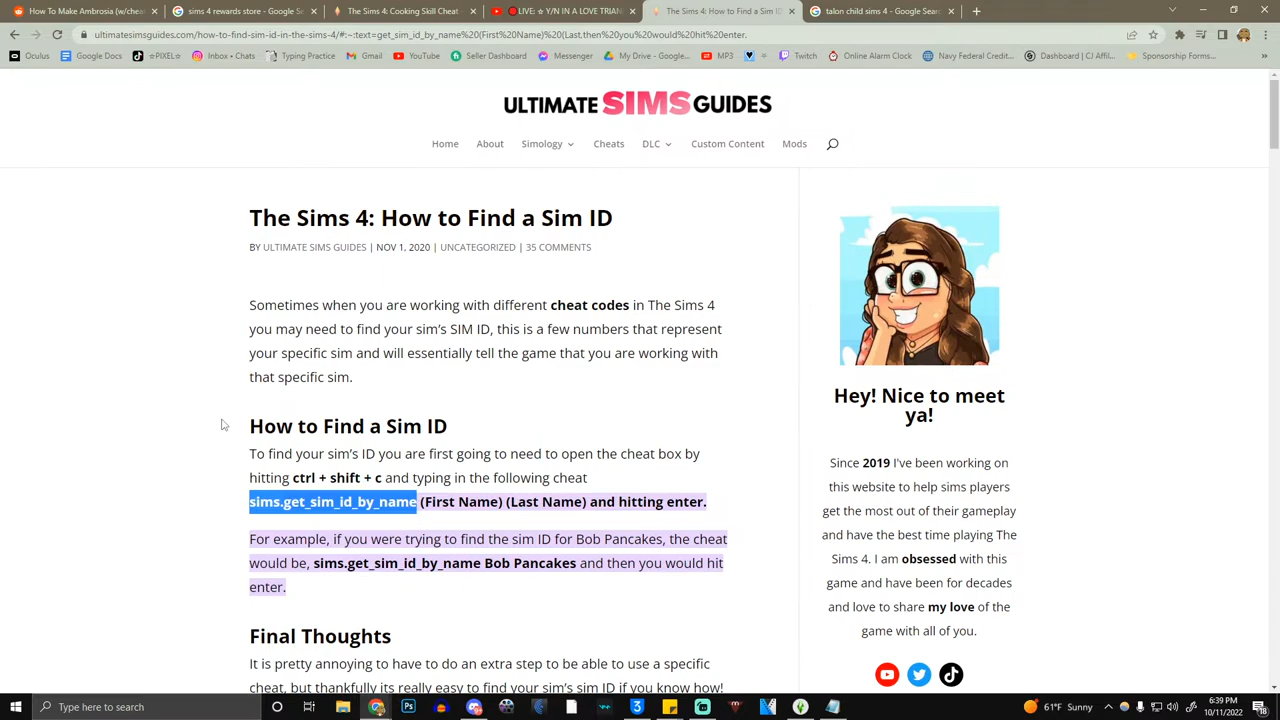 How To Make Ambrosia (w/cheat
sims 4 rewards store - Google S
The Sims 4: Cooking Skill Cheat
LIVE: ☆ Y/N IN A LOVE TRIAN
The Sims 4: How to Find a Sim ID
talon child sims 4 - Google Sear
ultimatesimsguides.com/how-to-find-sim-id-in-the-sims-4/#:~:text=get_sim_id_by_name%20(First%20Name)%20(Last,then%20you%20would%20hit%20enter.
Oculus
Google Docs
★PIXEL☆
Inbox • Chats
Typing Practice
Gmail
YouTube
Seller Dashboard
Messenger
My Drive - Google...
MP3
=
Twitch
Online Alarm Clock
Navy Federal Credit...
Dashboard | CJ Affil...
Sponsorship Forms...
ULTIMATE SIMS GUIDES
Home
About
Simology
Cheats
DLC
Custom Content
Mods
The Sims 4: How to Find a Sim ID
BY ULTIMATE SIMS GUIDES | NOV 1, 2020 | UNCATEGORIZED | 35 COMMENTS
Sometimes when you are working with different cheat codes in The Sims 4
you may need to find your sim's SIM ID, this is a few numbers that represent
your specific sim and will essentially tell the game that you are working with
that specific sim.
How to Find a Sim ID
To find your sim's ID you are first going to need to open the cheat box by
hitting ctrl + shift + c and typing in the following cheat
sims.get_sim_id_by_name (First Name) (Last Name) and hitting enter.
For example, if you were trying to find the sim ID for Bob Pancakes, the cheat
would be, sims.get_sim_id_by_name Bob Pancakes and then you would hit
enter.
Final Thoughts
It is pretty annoying to have to do an extra step to be able to use a specific
cheat, but thankfully its really easy to find your sim's sim ID if you know how!
Hey! Nice to meet
ya!
Since 2019 I've been working on
this website to help sims players
get the most out of their gameplay
and have the best time playing The
Sims 4. I am obsessed with this
game and have been for decades
and love to share my love of the
game with all of you.
Type here to search
61°F Sunny
6:39 PM
10/11/2022
18